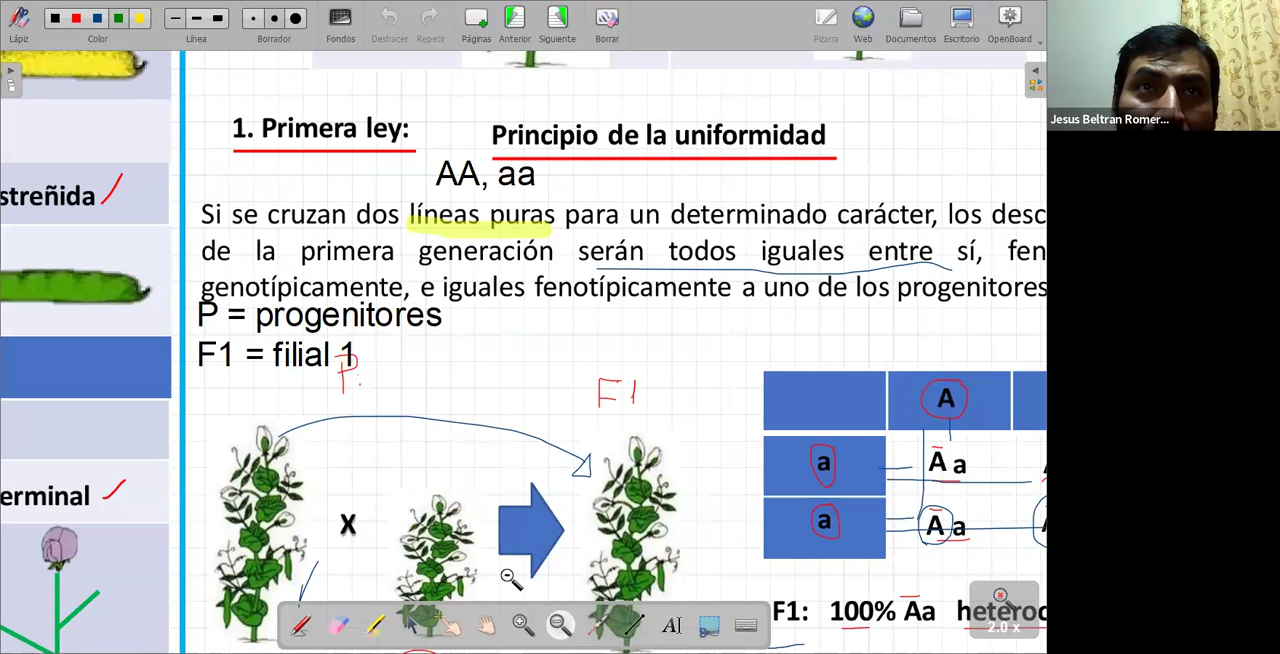 Lápiz Color Línea Borrador Fondos Deshacer Repetir Páginas Anterior Siguiente Borrar Pizarra Web Documentos Escritorio OpenBoard
Jesus Beltran Romer...
1. Primera ley: Principio de la uniformidad
AA, aa
streñida
Si se cruzan dos líneas puras para un determinado carácter, los desc
de la primera generación serán todos iguales entre sí, fen
genotípicamente, e iguales fenotípicamente a uno de los progenitores
P = progenitores
F1 = filial 1
P
F1
A
a A a
X
a A a
erminal
F1: 100% Aa
2.0 x